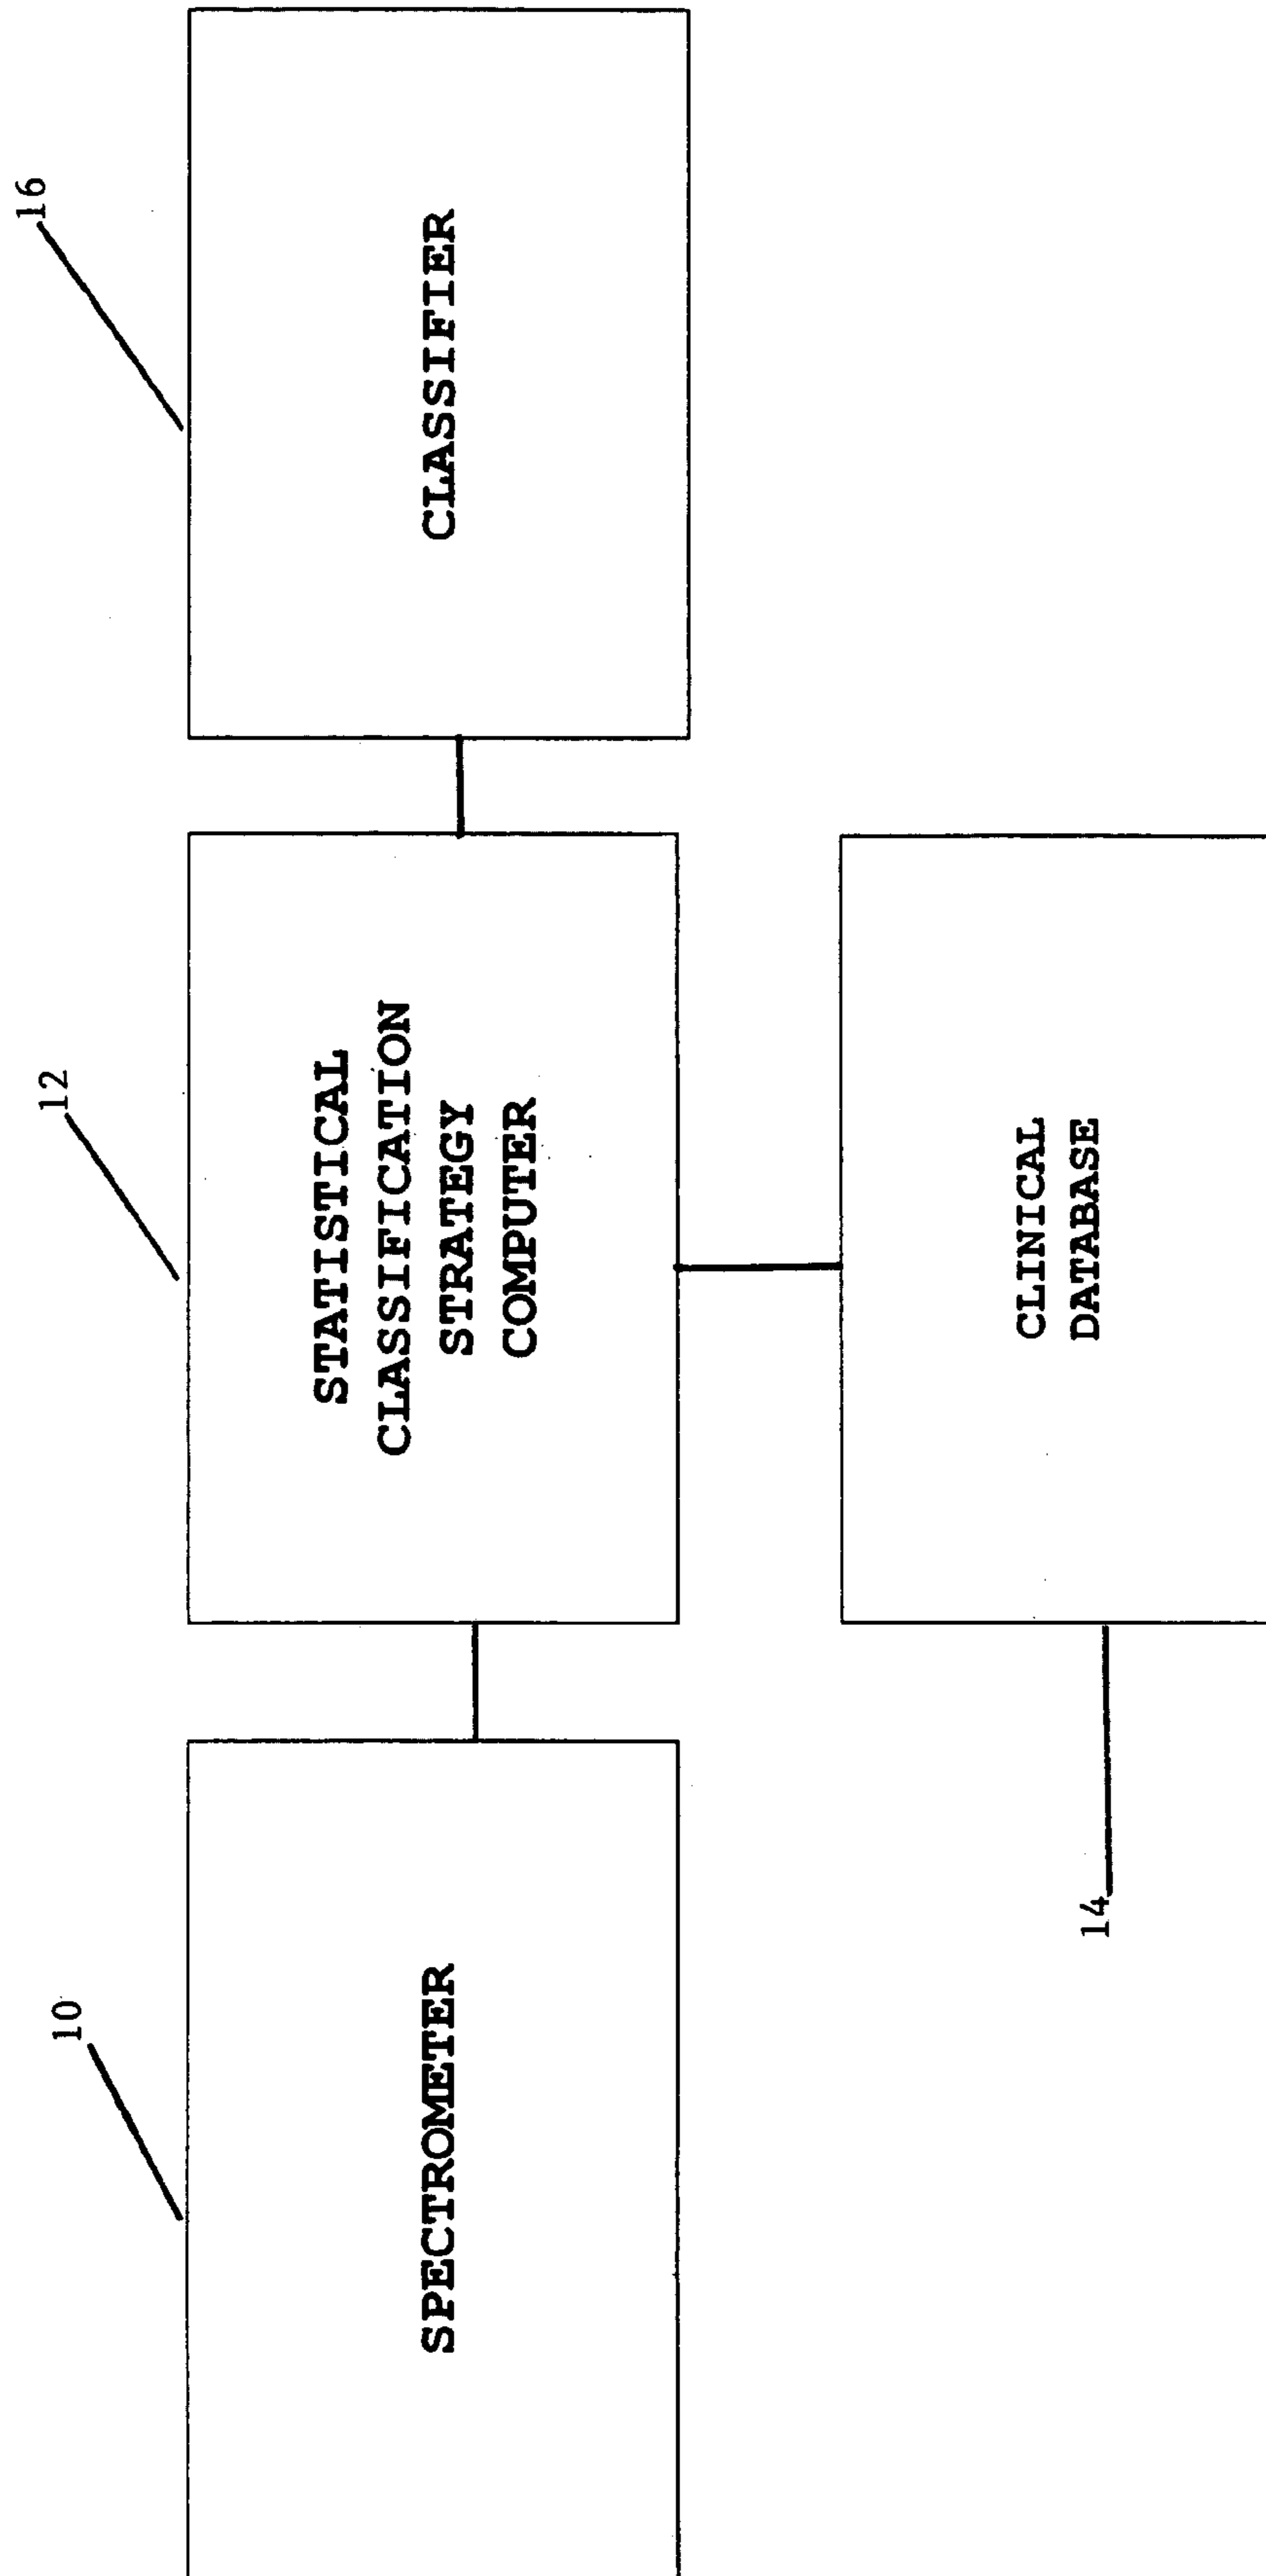 10
SPECTROMETER
12
STATISTICAL
CLASSIFICATION
STRATEGY
COMPUTER
16
CLASSIFIER
14
CLINICAL
DATABASE